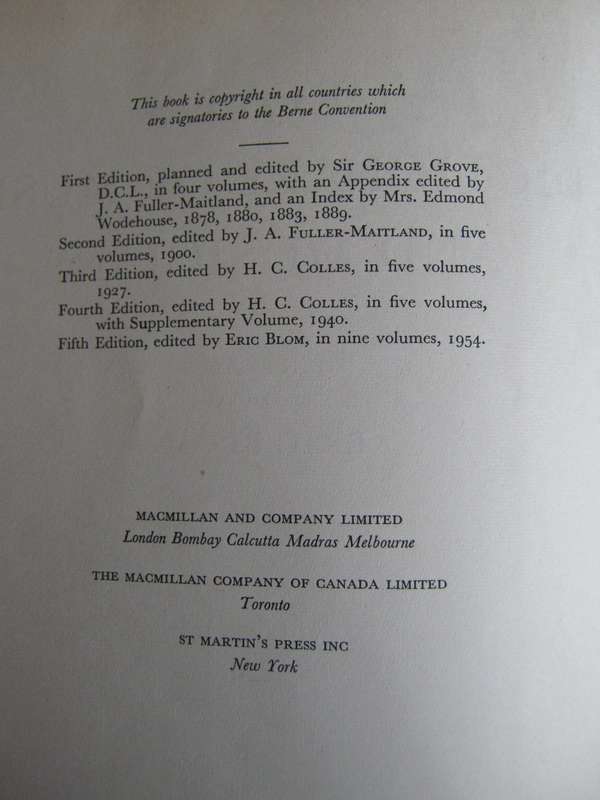 This book is copyright in all countries which
are signatories to the Berne Convention
First Edition, planned and edited by Sir GEORGE GROVE,
D.C.L., in four volumes, with an Appendix edited by
J. A. Fuller-Maitland, and an Index by Mrs. Edmond
Wodehouse, 1878, 1880, 1883, 1889.
Second Edition, edited by J. A. FULLER-MAITLAND, in five
volumes, 1900.
Third Edition, edited by H. C. COLLES, in five volumes,
1927.
Fourth Edition, edited by H. C. COLLES, in five volumes,
with Supplementary Volume, 1940.
Fifth Edition, edited by ERIC BLOM, in nine volumes, 1954.
MACMILLAN AND COMPANY LIMITED
London Bombay Calcutta Madras Melbourne
THE MACMILLAN COMPANY OF CANADA LIMITED
Toronto
ST MARTIN'S PRESS INC
New York